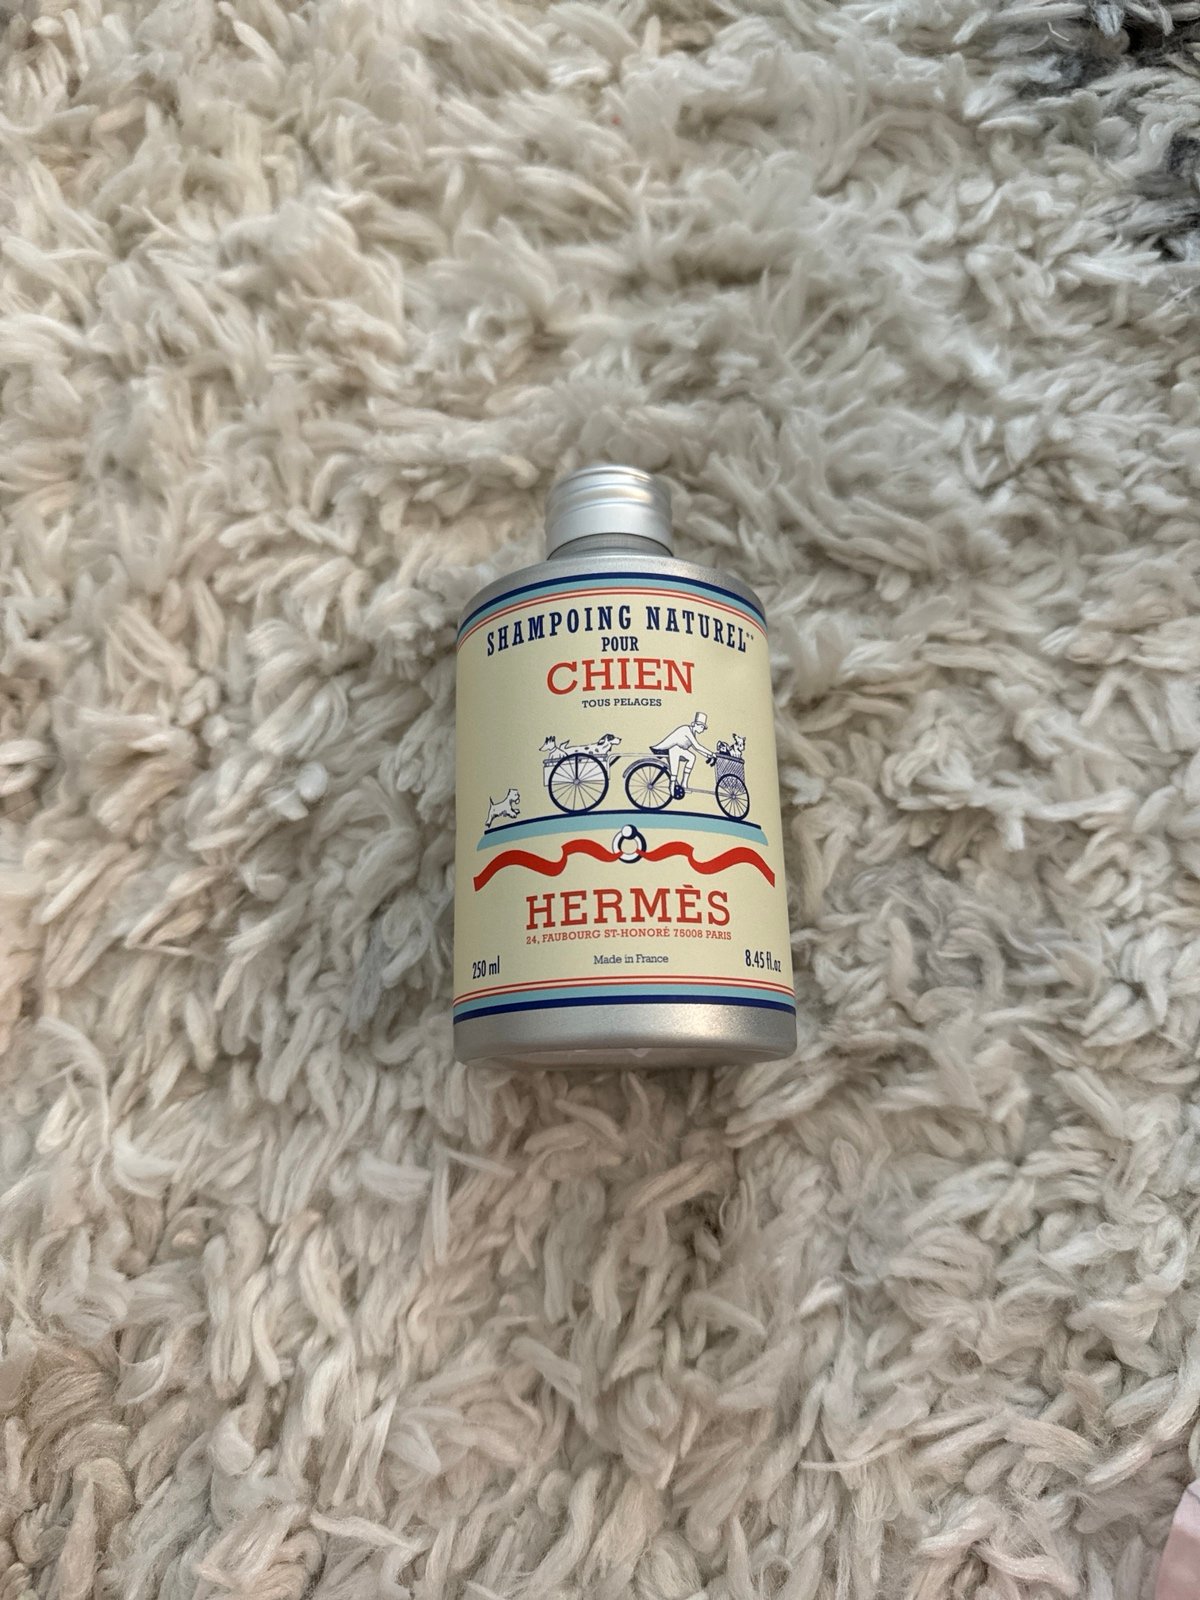 SHAMPOING NATUREL**
POUR
CHIEN
TOUS PELAGES
HERMÈS
24, FAUBOURG ST-HONORÉ 75008 PARIS
250 ml
Made in France
8.45 fl.oz